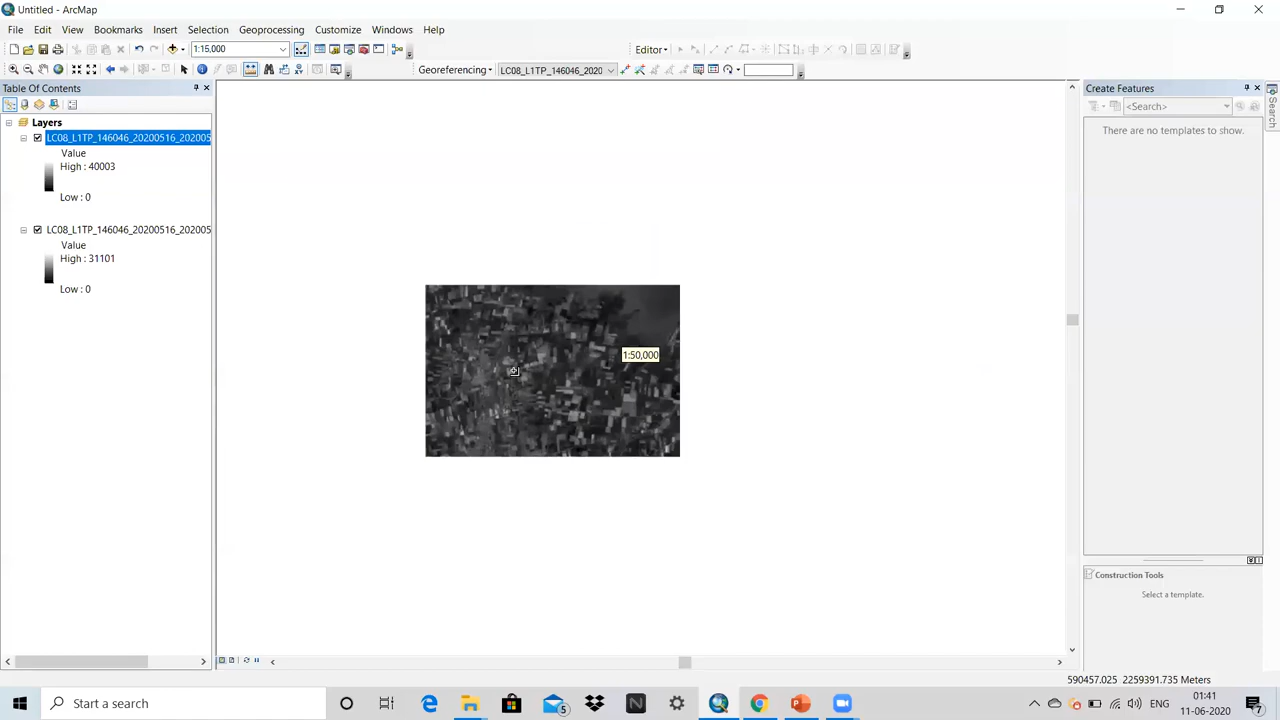 Untitled - ArcMap
File Edit View Bookmarks Insert Selection Geoprocessing Customize Windows Help
1:15,000
Editor
Georeferencing
LC08_L1TP_146046_2020
Table Of Contents
Layers
LC08_L1TP_146046_20200516_202005
Value
High : 40003
Low : 0
LC08_L1TP_146046_20200516_202005
Value
High : 31101
Low : 0
1:50,000
Create Features
<Search>
There are no templates to show.
Search
Construction Tools
Select a template.
590457.025 2259391.735 Meters
Start a search
5
N
ENG
01:41
11-06-2020
7